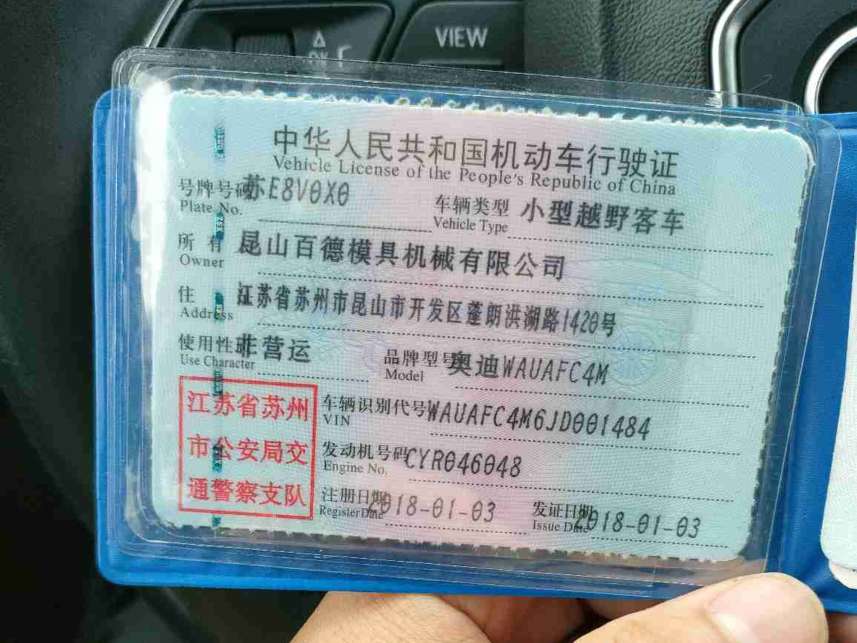 VIEW
OK
中华人民共和国机动车行驶证
Vehicle License of the People's Republic of China
号牌号码 苏E8V0X0 车辆类型 小型越野客车
Plate No. Vehicle Type
所有 昆山百德模具机械有限公司
Owner
住 江苏省苏州市昆山市开发区蓬朗洪湖路1420号
Address
使用性 非营运 品牌型号 奥迪WAUAFC4M
Use Character Model
江苏省苏州 车辆识别代号 WAUAFC4M6JD001484
VIN
市公安局交 发动机号码 CYR046048
Engine No.
通警察支队 注册日期 2018-01-03 发证日期 2018-01-03
Register Date Issue Date